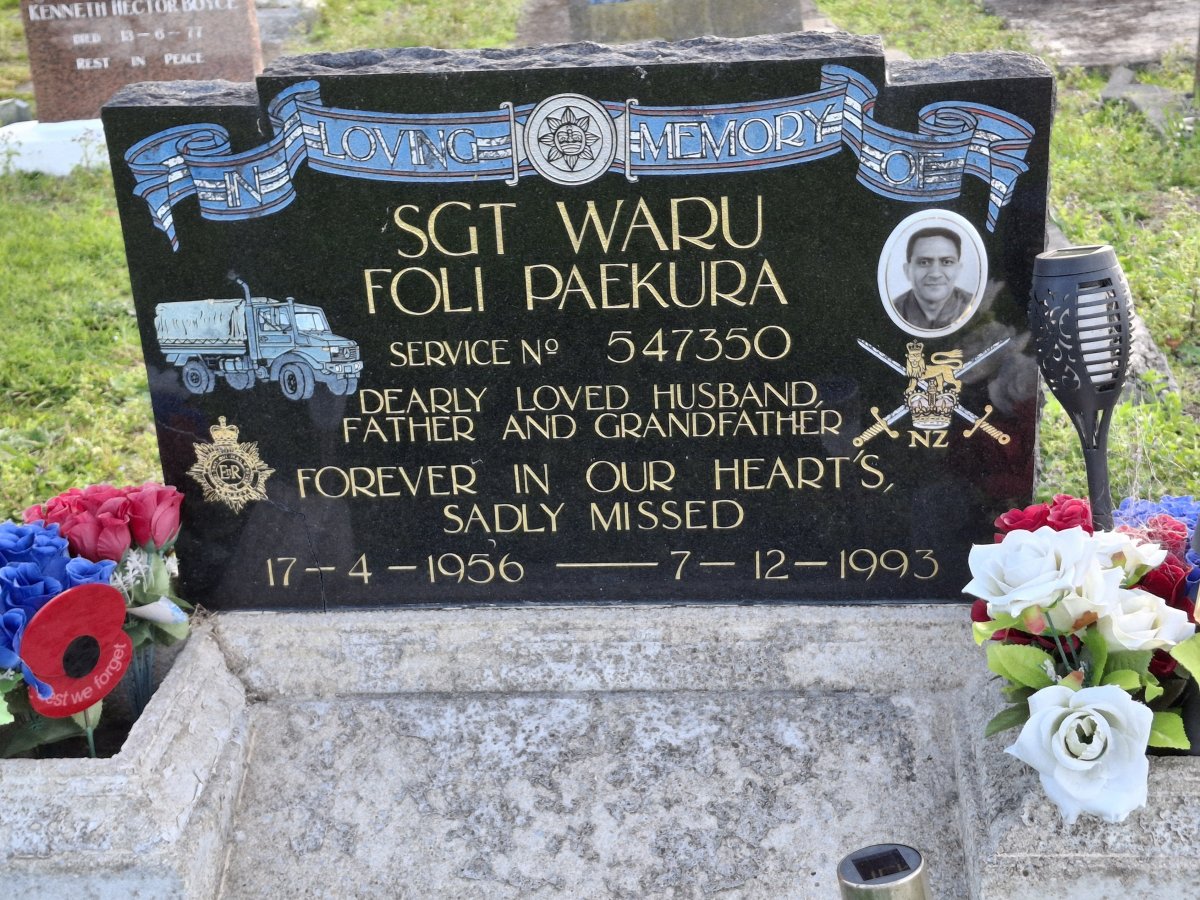 KENNETH HECTOR BOYCE
DIED 13-6-77
REST IN PEACE
IN LOVING MEMORY OF
SGT WARU
FOLI PAEKURA
SERVICE Nº 547350
DEARLY LOVED HUSBAND,
FATHER AND GRANDFATHER
FOREVER IN OUR HEART'S,
SADLY MISSED
17-4-1956 — 7-12-1993
NZ
EIIR
Lest we forget